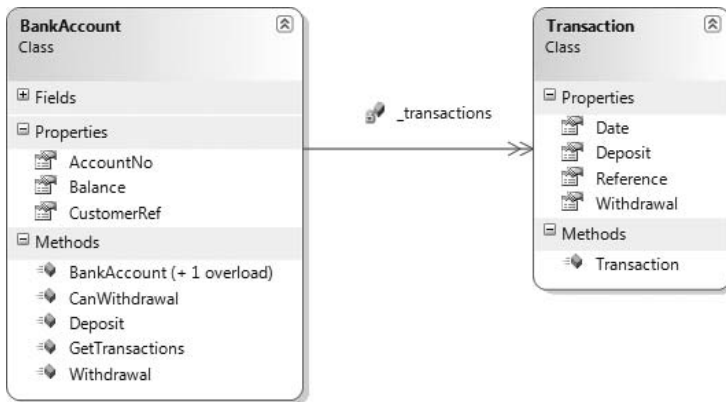 BankAccount
Class
Fields
Properties
AccountNo
Balance
CustomerRef
Methods
BankAccount (+ 1 overload)
CanWithdrawal
Deposit
GetTransactions
Withdrawal
_transactions
Transaction
Class
Properties
Date
Deposit
Reference
Withdrawal
Methods
Transaction